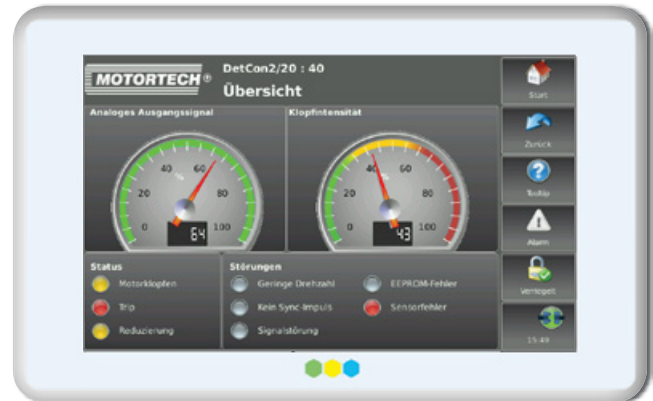 MOTORTECH®
DetCon2/20 : 40
Übersicht
Start
Analoges Ausgangssignal
Klopfintensität
Zurück
0 20 40 60 80 100
%
64
0 20 40 60 80 100
%
43
Tooltip
Alarm
Status
Motorklopfen
Trip
Reduzierung
Störungen
Geringe Drehzahl
EEPROM-Fehler
Kein Sync-Impuls
Sensorfehler
Signalstörung
Verriegelt
15:49